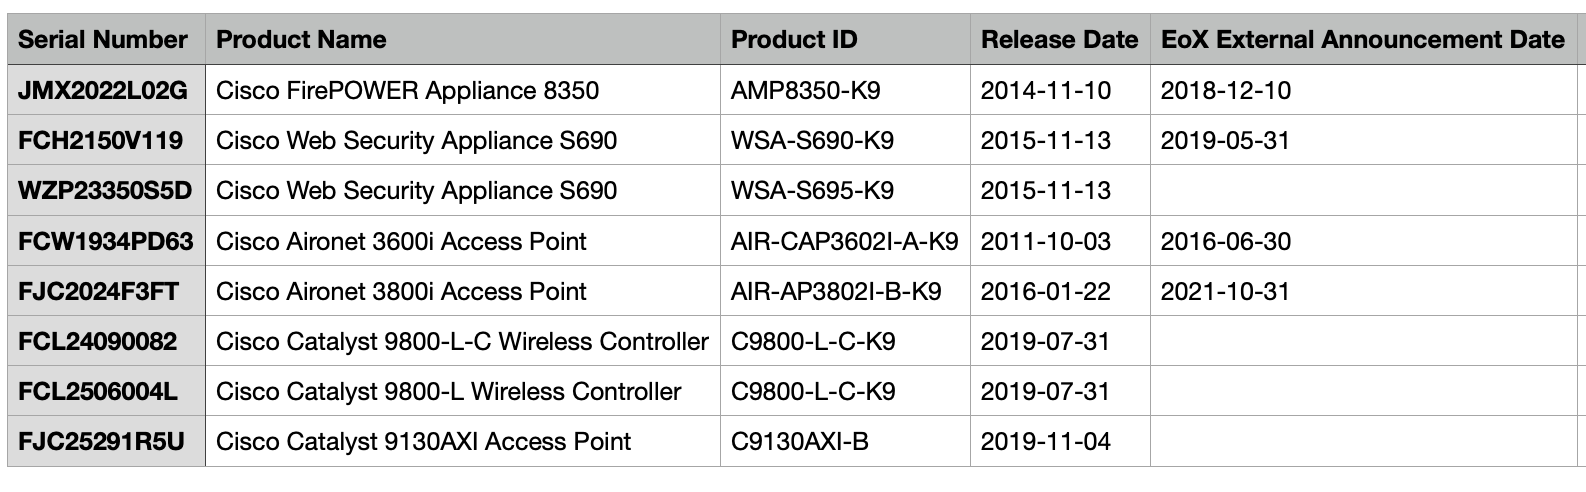 Serial Number Product Name Product ID Release Date EoX External Announcement Date
JMX2022L02G Cisco FirePOWER Appliance 8350 AMP8350-K9 2014-11-10 2018-12-10
FCH2150V119 Cisco Web Security Appliance S690 WSA-S690-K9 2015-11-13 2019-05-31
WZP23350S5D Cisco Web Security Appliance S690 WSA-S695-K9 2015-11-13
FCW1934PD63 Cisco Aironet 3600i Access Point AIR-CAP3602I-A-K9 2011-10-03 2016-06-30
FJC2024F3FT Cisco Aironet 3800i Access Point AIR-AP3802I-B-K9 2016-01-22 2021-10-31
FCL24090082 Cisco Catalyst 9800-L-C Wireless Controller C9800-L-C-K9 2019-07-31
FCL2506004L Cisco Catalyst 9800-L Wireless Controller C9800-L-C-K9 2019-07-31
FJC25291R5U Cisco Catalyst 9130AXI Access Point C9130AXI-B 2019-11-04